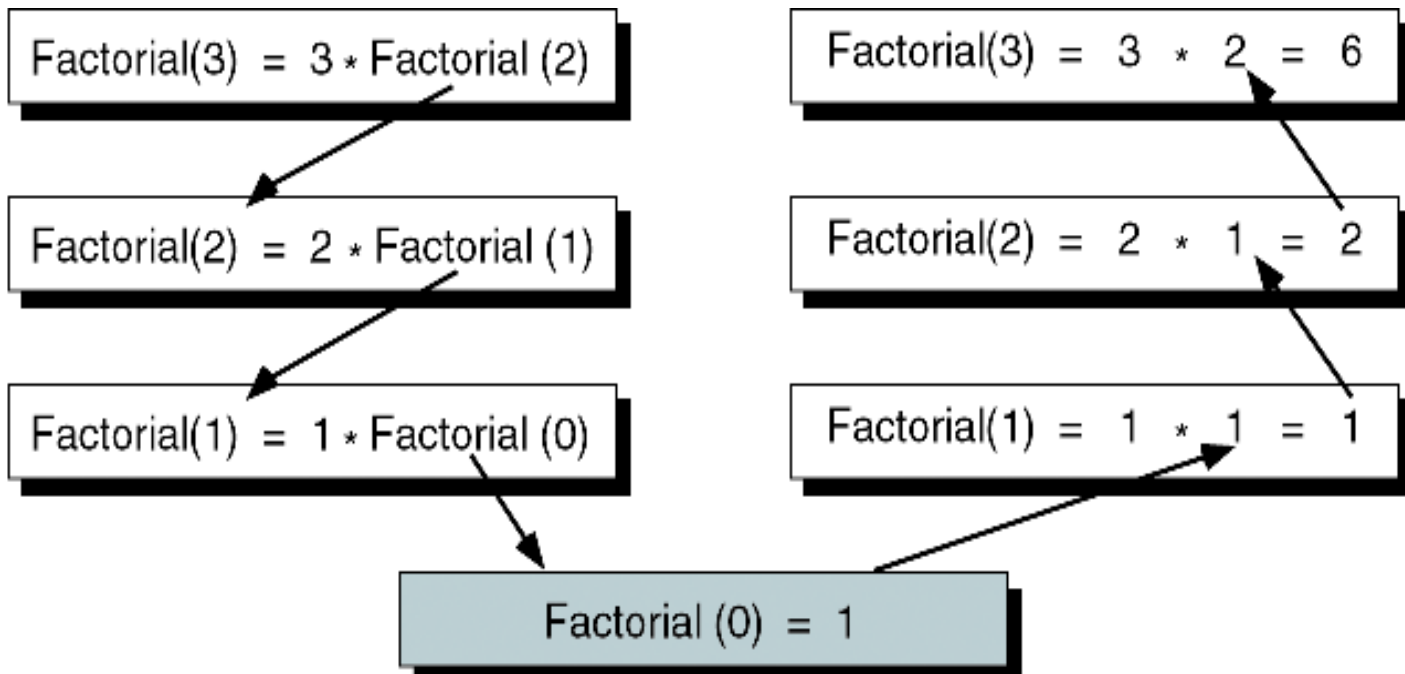 Factorial(3) = 3 * Factorial (2)
Factorial(2) = 2 * Factorial (1)
Factorial(1) = 1 * Factorial (0)
Factorial (0) = 1
Factorial(1) = 1 * 1 = 1
Factorial(2) = 2 * 1 = 2
Factorial(3) = 3 * 2 = 6